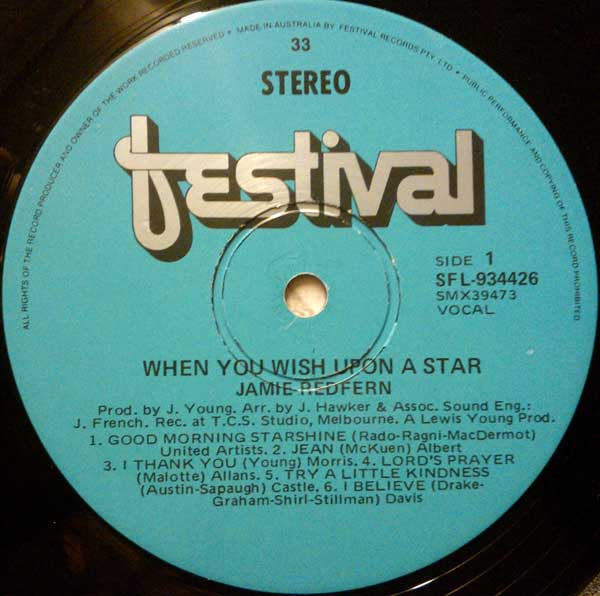 ALL RIGHTS OF THE RECORD PRODUCER AND OWNER OF THE WORK RECORDED RESERVED • MADE IN AUSTRALIA BY FESTIVAL RECORDS PTY. LTD. • PUBLIC PERFORMANCE AND COPYING OF THIS RECORD PROHIBITED
33
STEREO
festival
SIDE 1
SFL-934426
SMX39473
VOCAL
WHEN YOU WISH UPON A STAR
JAMIE REDFERN
Prod. by J. Young. Arr. by J. Hawker & Assoc. Sound Eng.:
J. French. Rec. at T.C.S. Studio, Melbourne. A Lewis Young Prod.
1. GOOD MORNING STARSHINE (Rado-Ragni-MacDermot)
United Artists. 2. JEAN (McKuen) Albert
3. I THANK YOU (Young) Morris. 4. LORD'S PRAYER
(Malotte) Allans. 5. TRY A LITTLE KINDNESS
(Austin-Sapaugh) Castle. 6. I BELIEVE (Drake-
Graham-Shirl-Stillman) Davis